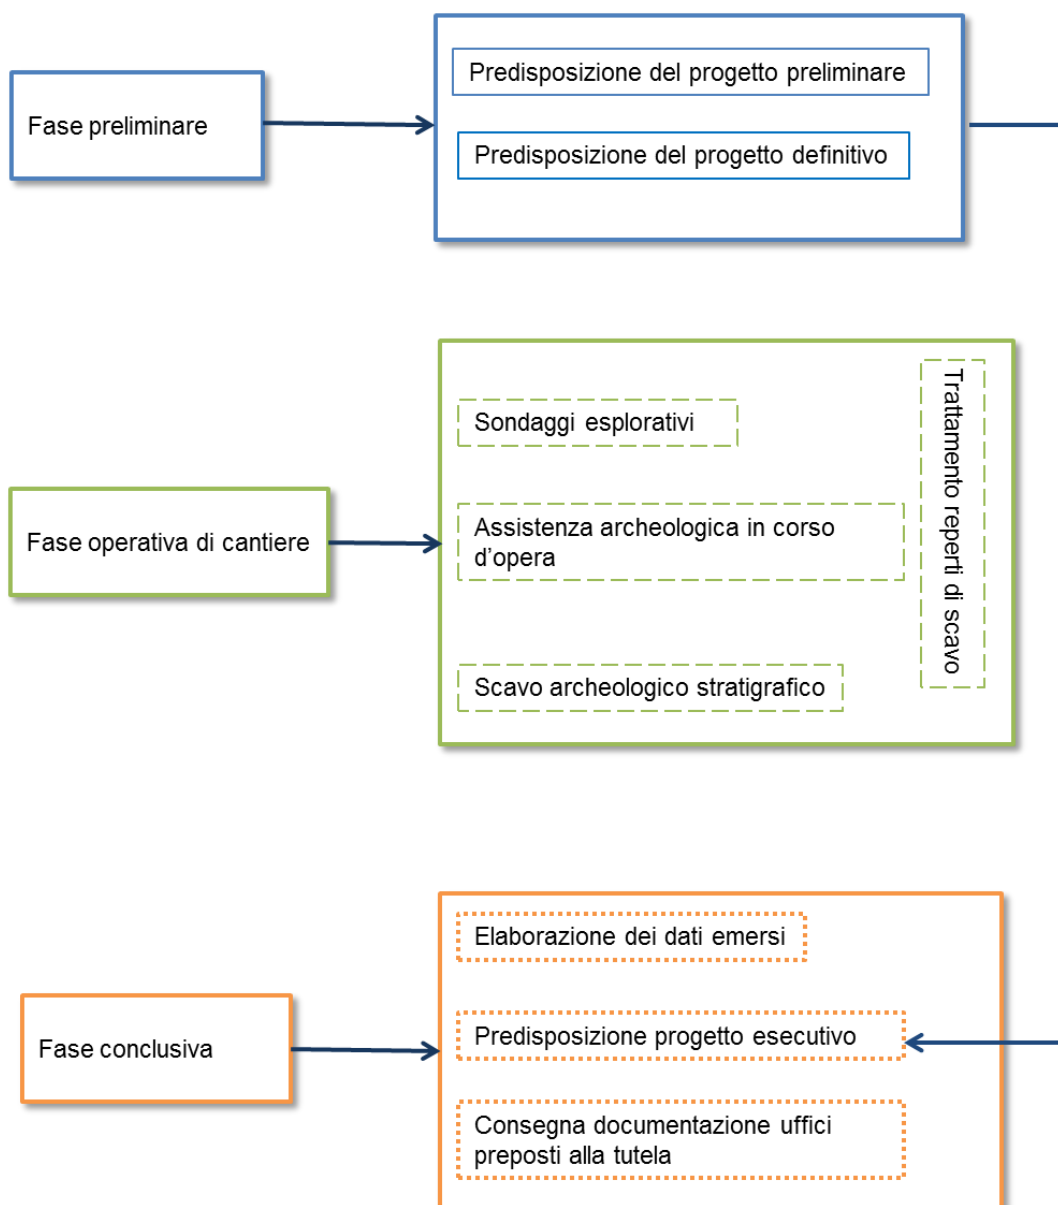 Fase preliminare
Predisposizione del progetto preliminare
Predisposizione del progetto definitivo
Fase operativa di cantiere
Sondaggi esplorativi
Assistenza archeologica in corso
d’opera
Scavo archeologico stratigrafico
Trattamento reperti di scavo
Fase conclusiva
Elaborazione dei dati emersi
Predisposizione progetto esecutivo
Consegna documentazione uffici
preposti alla tutela